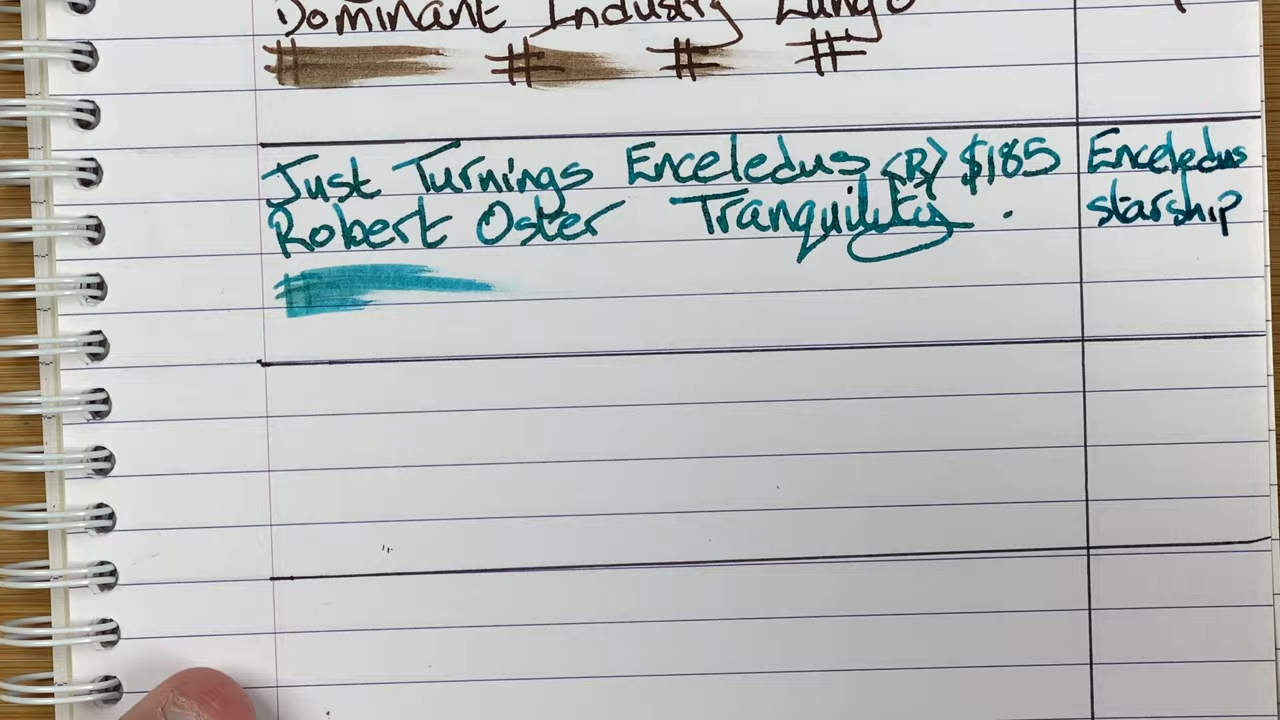 Dominant Industry Lungo
# # # #
Just Turnings Enceledus <R> $185
Robert Oster Tranquility.
Enceledus
starship